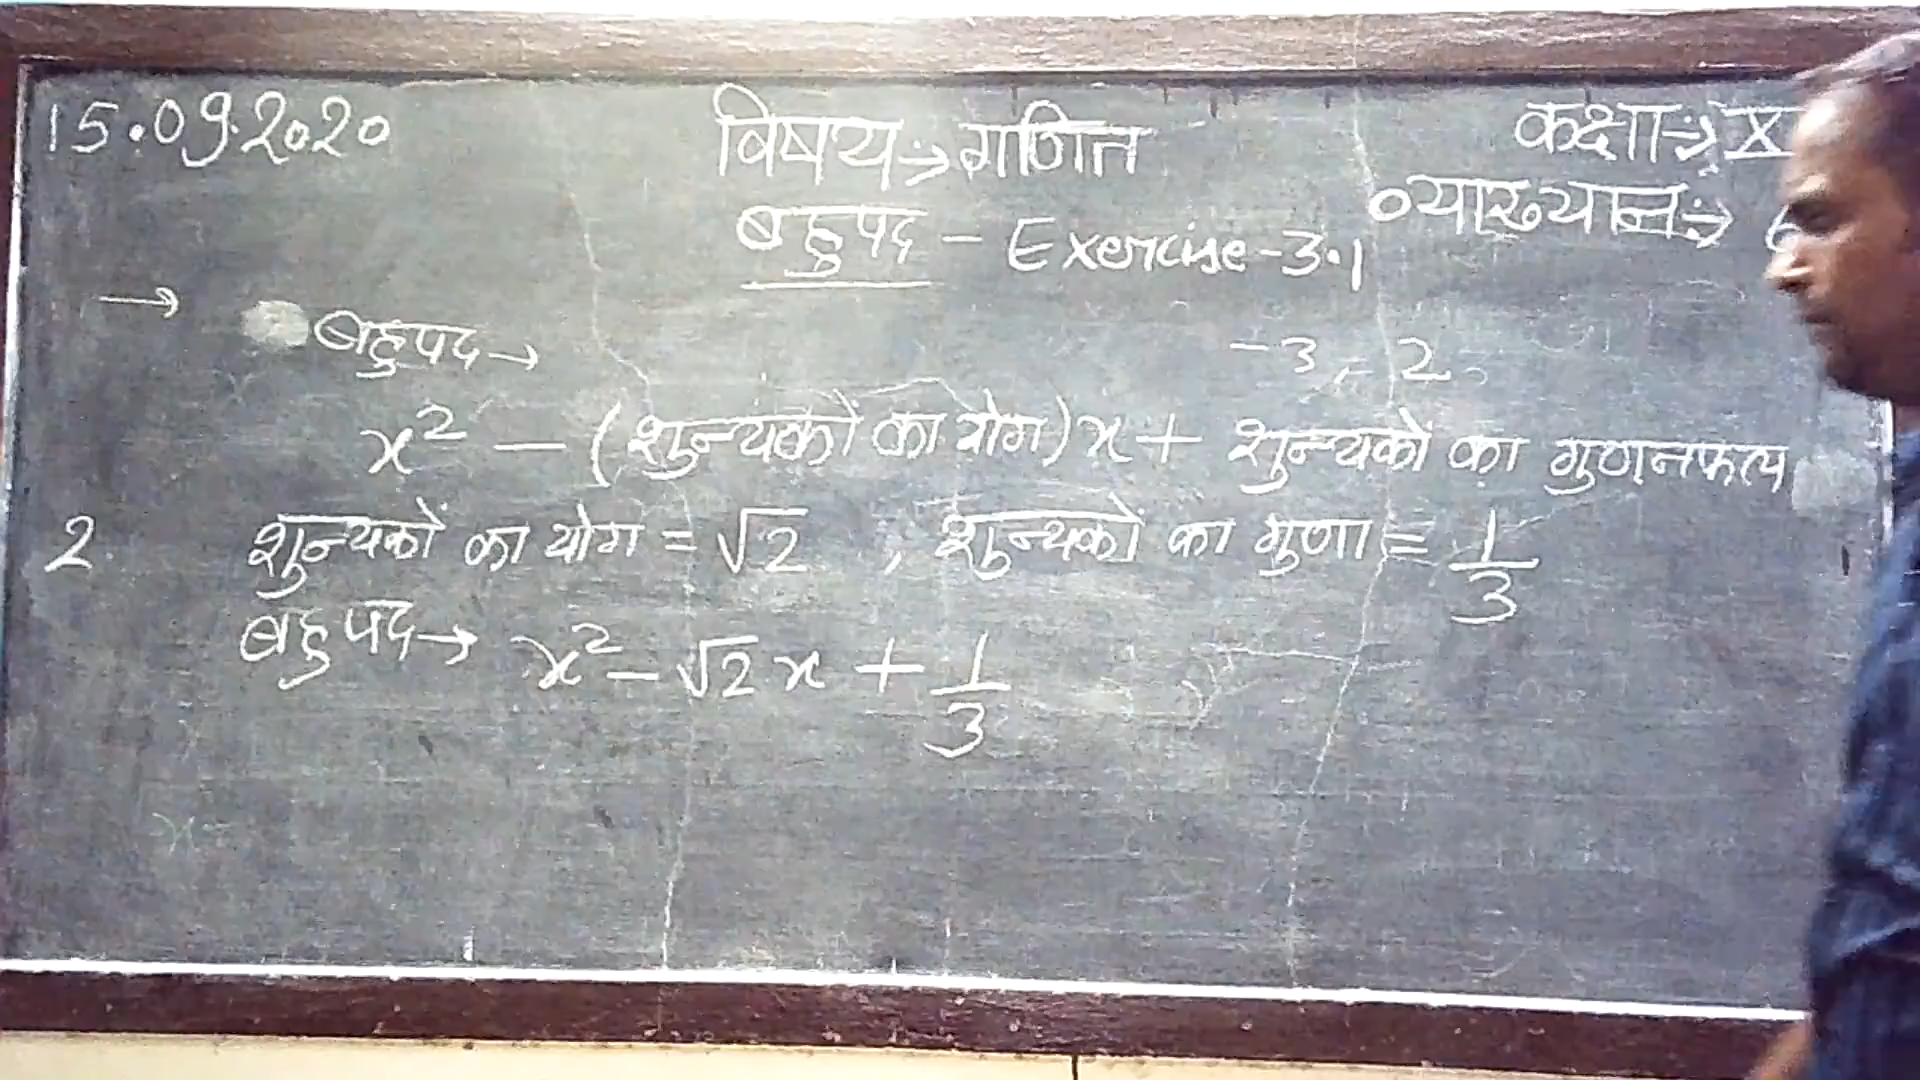 15.09.2020
विषय:→गणित
कक्षा:→ X
व्याख्यान:→
बहुपद - Exercise-3.1
→ बहुपद→
-3, 2
x² - (शुन्यकों का योग)x + शुन्यकों का गुणनफल
2. शुन्यकों का योग = √2 , शुन्यकों का गुणा = 1/3
बहुपद→ x² - √2 x + 1/3